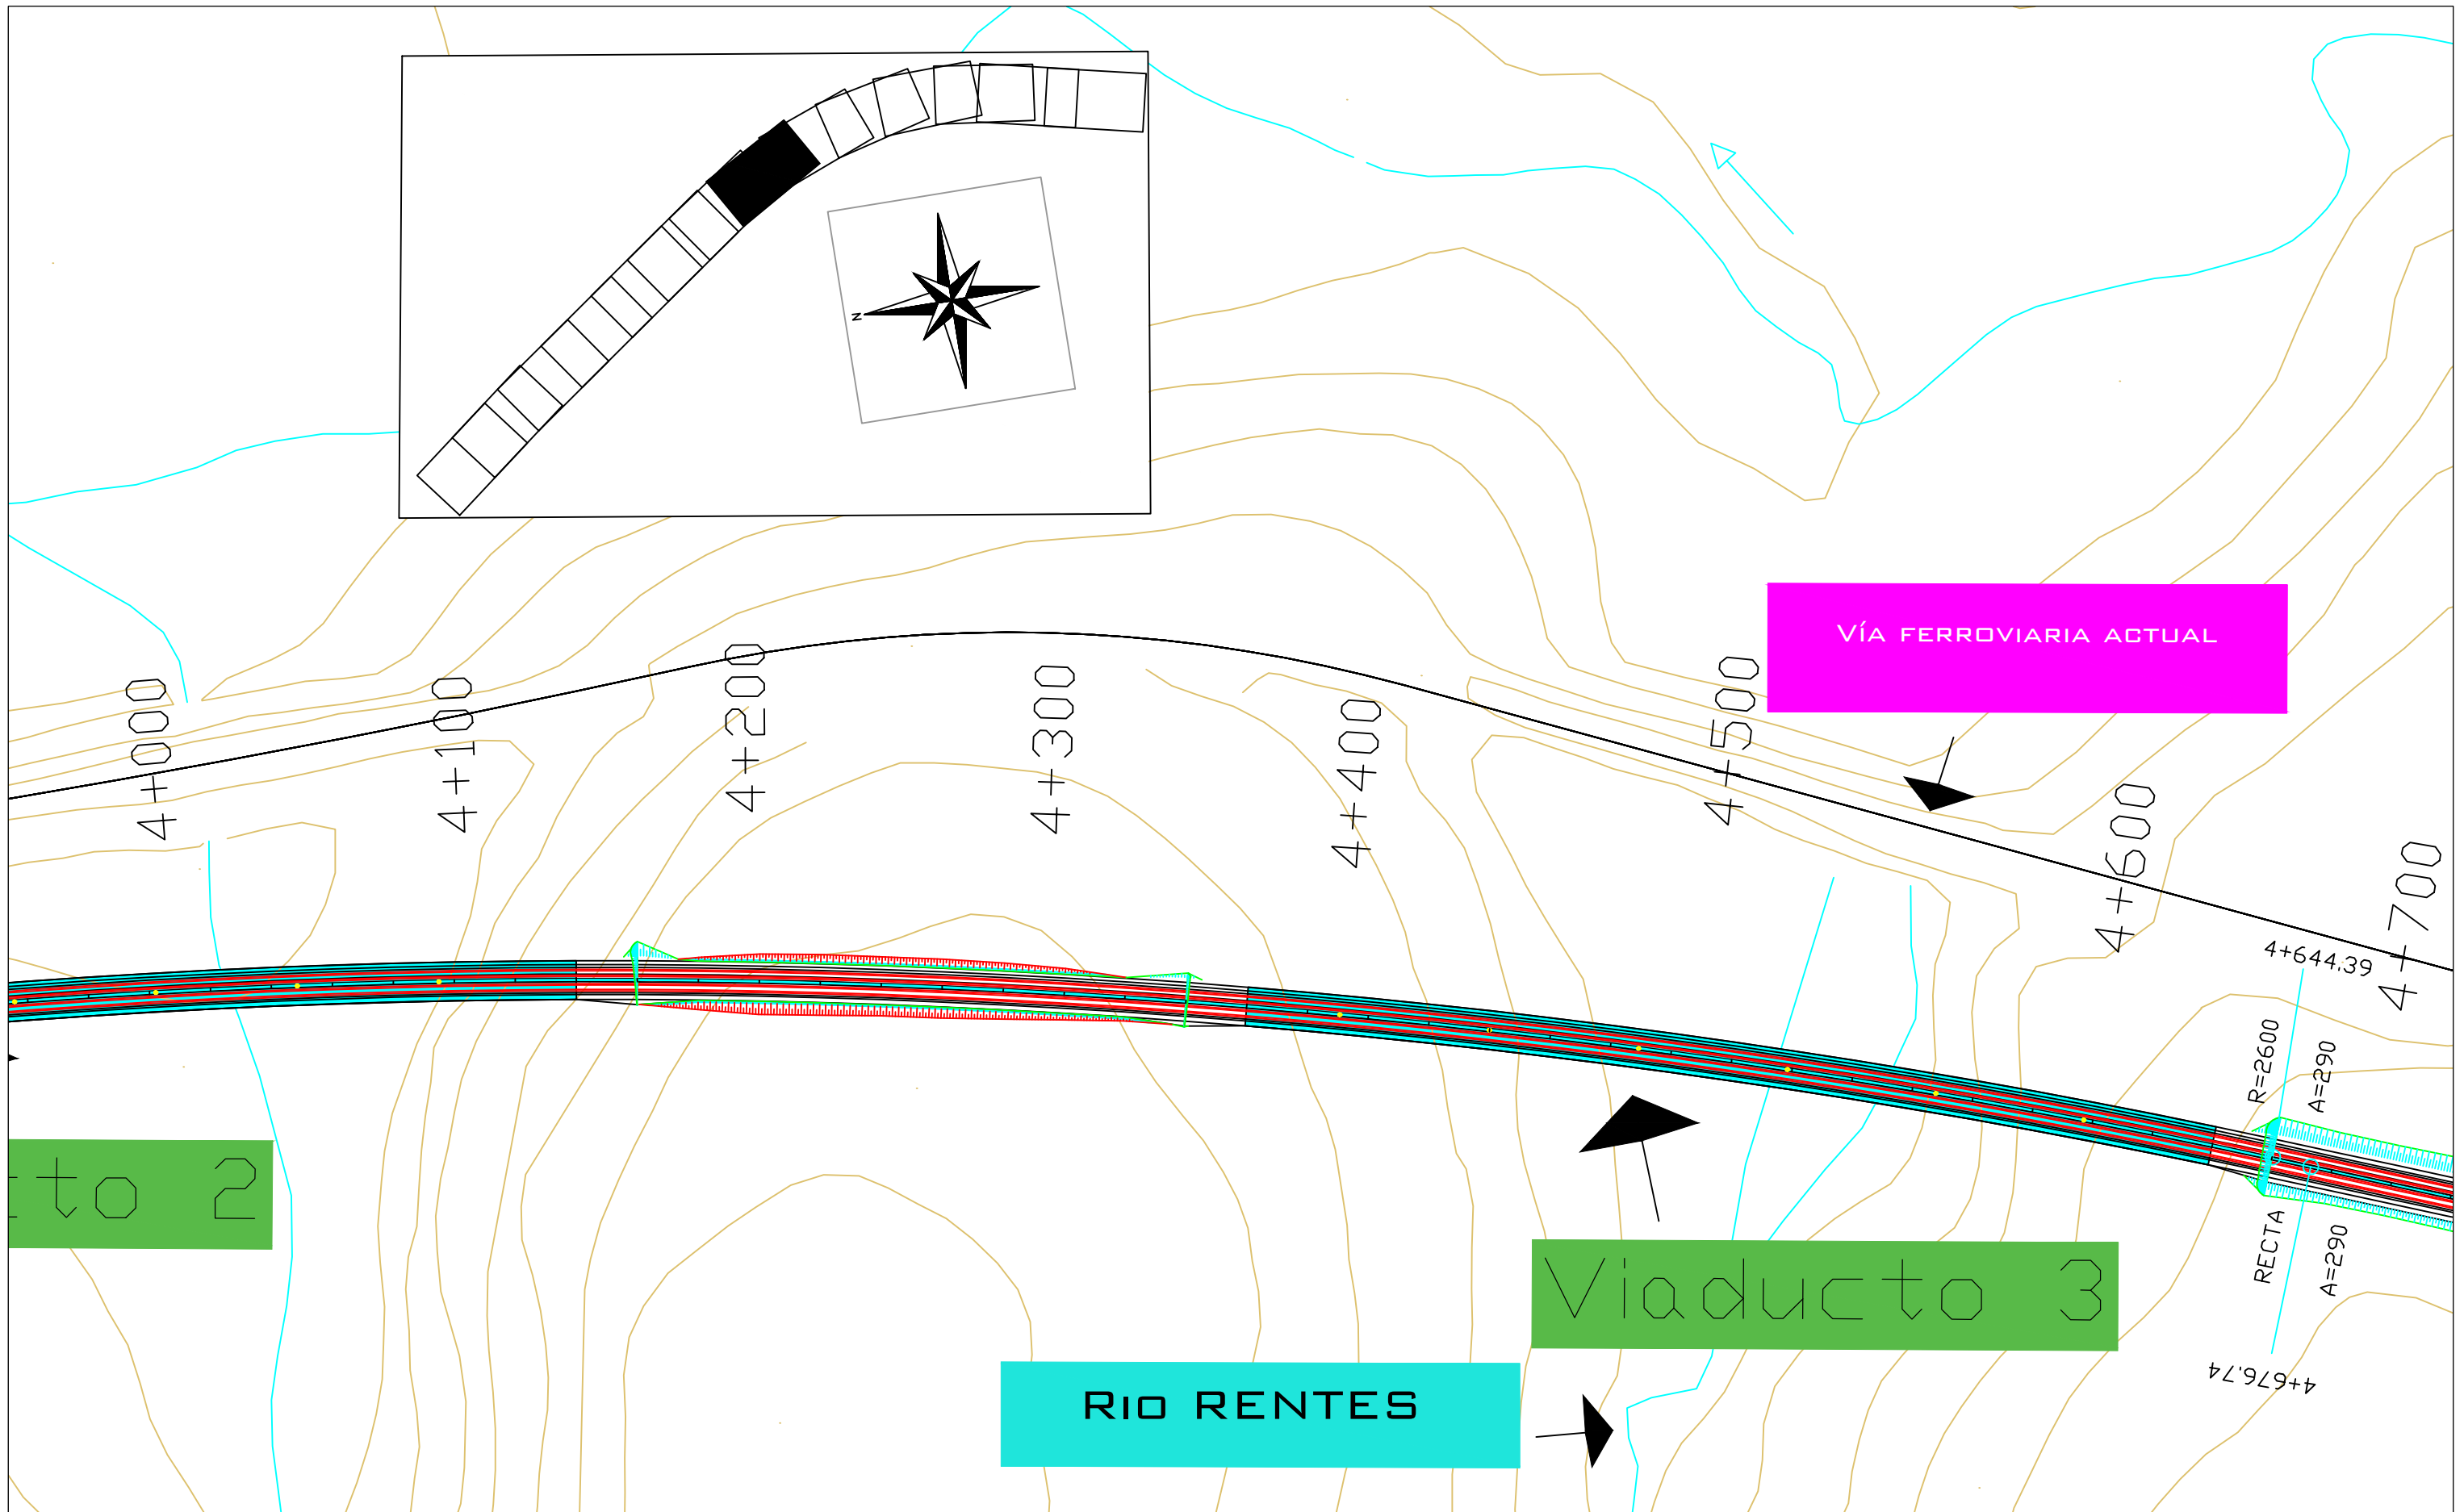 N
VÍA FERROVIARIA ACTUAL
4+000
4+100
4+200
4+300
4+400
4+500
4+600
4+700
4+644.39
R=2600
A=290
RECTA
A=290
4+676.74
cto 2
Viaducto 3
RIO RENTES